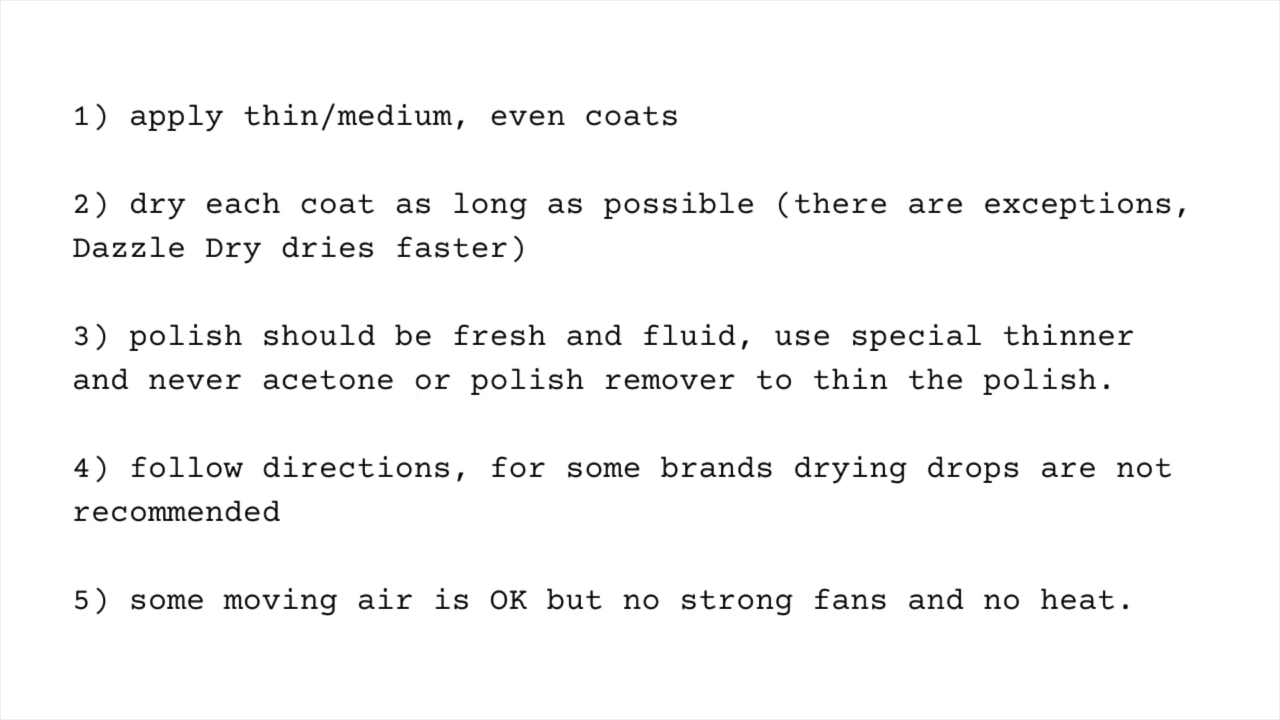 1) apply thin/medium, even coats
2) dry each coat as long as possible (there are exceptions,
Dazzle Dry dries faster)
3) polish should be fresh and fluid, use special thinner
and never acetone or polish remover to thin the polish.
4) follow directions, for some brands drying drops are not
recommended
5) some moving air is OK but no strong fans and no heat.